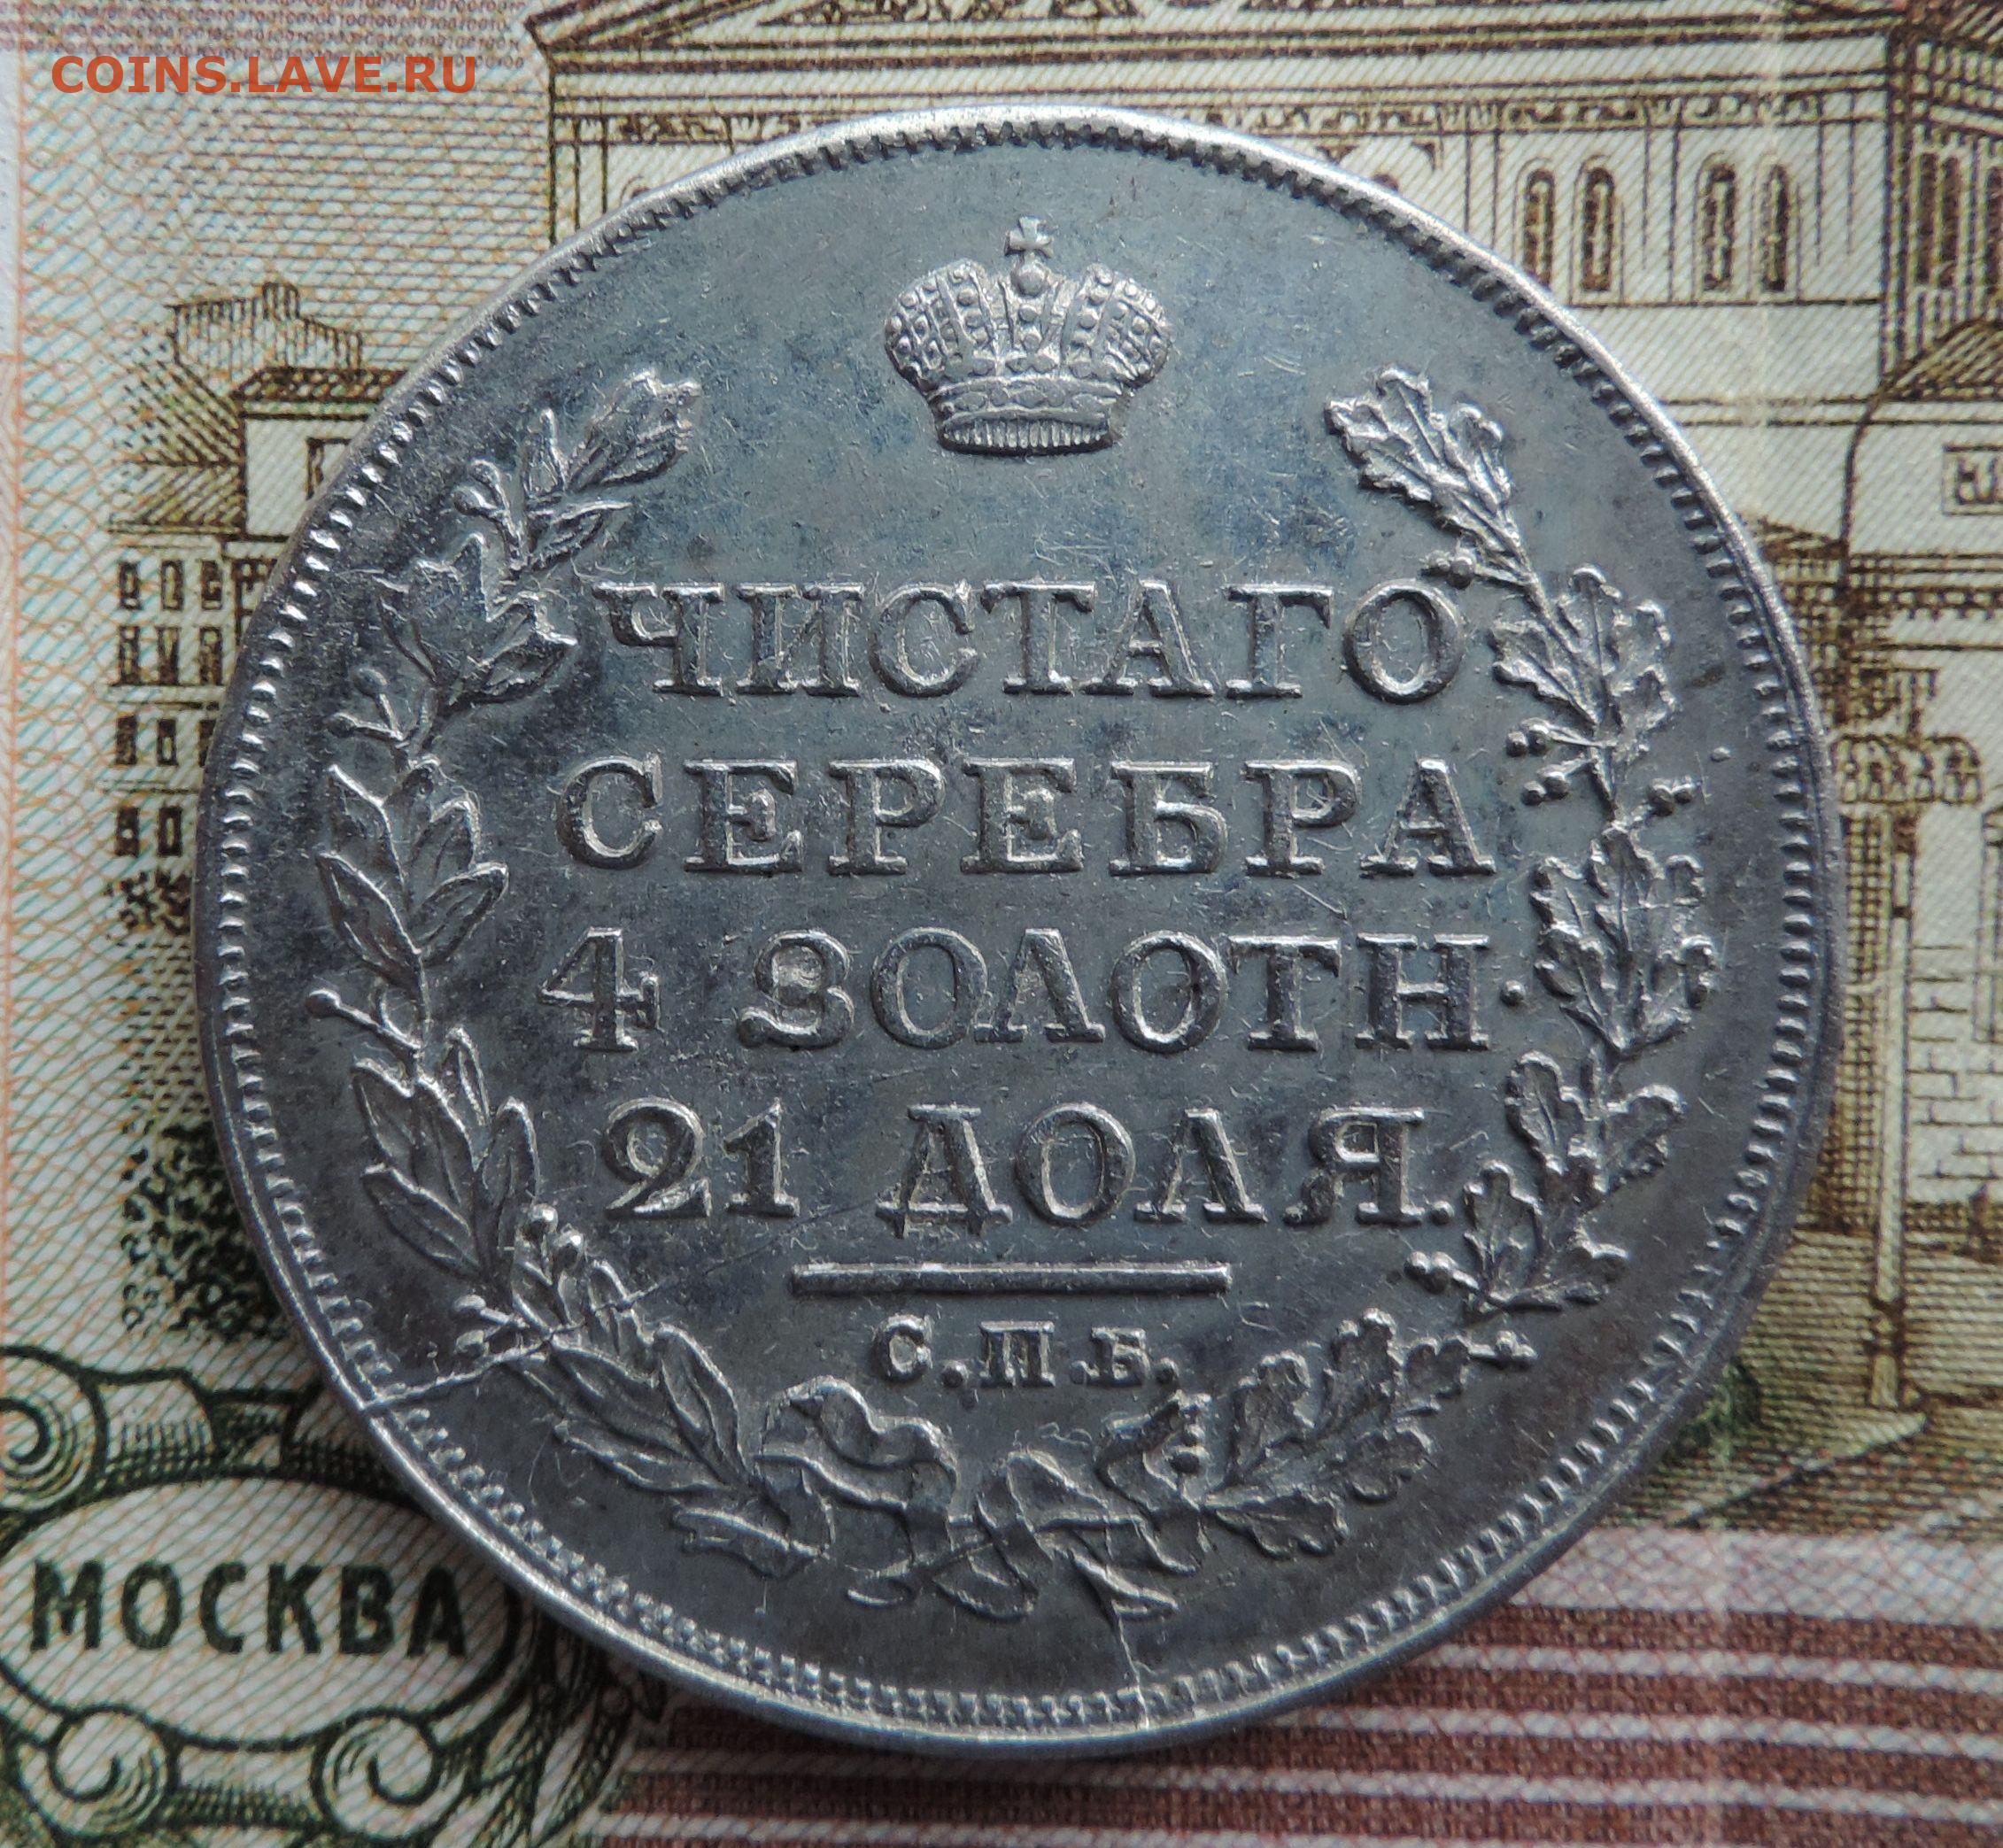 COINS.LAVE.RU
ЧИСТАГО
СЕРЕБРА
4 ЗОЛОТН.
21 ДОЛЯ.
С.П.Б.
МОСКВА